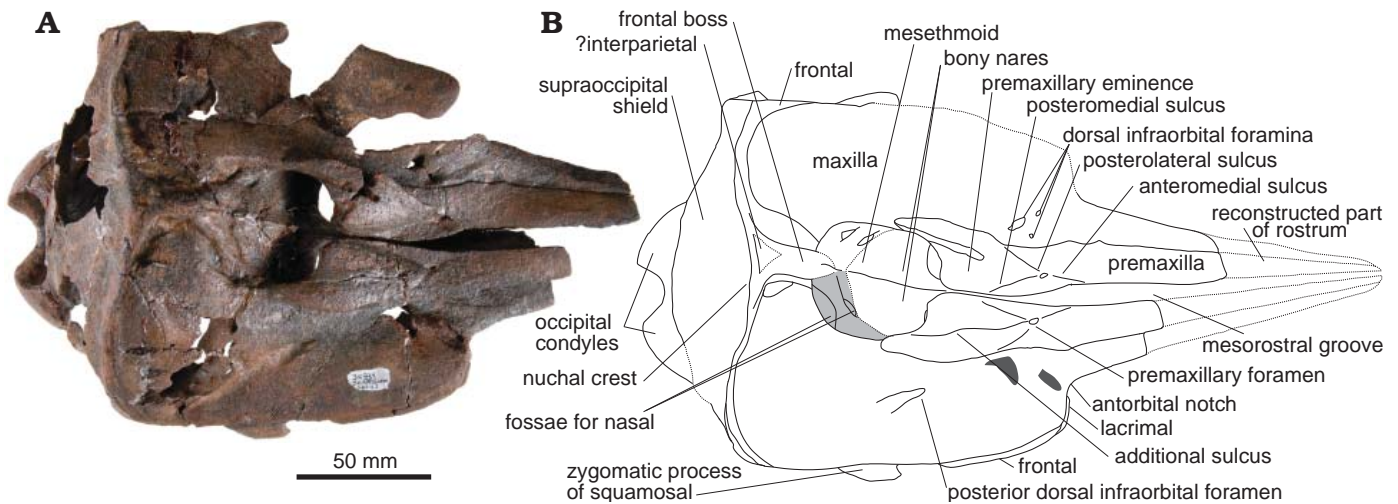 A
B
frontal boss
?interparietal
supraoccipital
shield
frontal
mesethmoid
bony nares
premaxillary eminence
posteromedial sulcus
dorsal infraorbital foramina
posterolateral sulcus
anteromedial sulcus
reconstructed part
of rostrum
maxilla
premaxilla
occipital
condyles
nuchal crest
fossae for nasal
mesorostral groove
premaxillary foramen
antorbital notch
lacrimal
additional sulcus
frontal
zygomatic process
of squamosal
posterior dorsal infraorbital foramen
50 mm